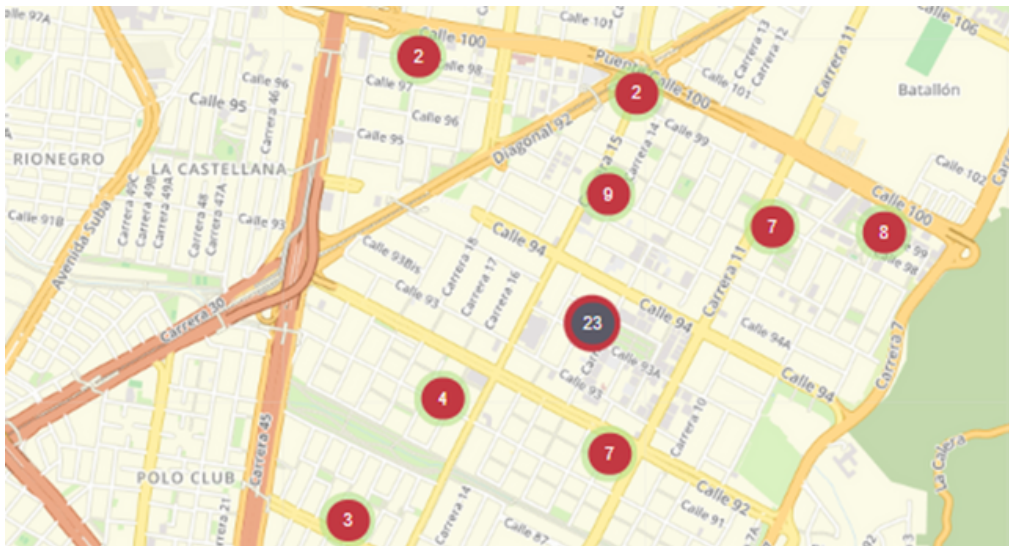 e 97A
Calle 100
Calle 101
Carrera 13
Carrera 12
Carrera 11
Calle 106
2
Calle 98
Puente Calle 100
Calle 101
Calle 96
Calle 97
2
Batallón
Calle 95
Carrera 46
Calle 96
Calle 99
Calle 95
Diagonal 92
RIONEGRO
LA CASTELLANA
Carrera 14
a 15
Calle 102
Carrera 49C
Carrera 49B
Carrera 49A
Carrera 48
Carrera 47A
9
Calle 100
Calle 91B
Calle 93
7
8
Avenida Suba
Calle 94
Carrera 18
99
98
Calle 93Bis
Carrera 17
Carrera 16
Carrera 11
Calle 93
Carrera 30
23
Calle 94
Calle 94A
Carrera 7
Calle 93A
Calle 93
Calle 94
4
Carrera 10
Carrera 45
7
La Calera
POLO CLUB
Calle 92
Carrera 14
Carrera 21
3
Calle 91
Calle 87
7A
92